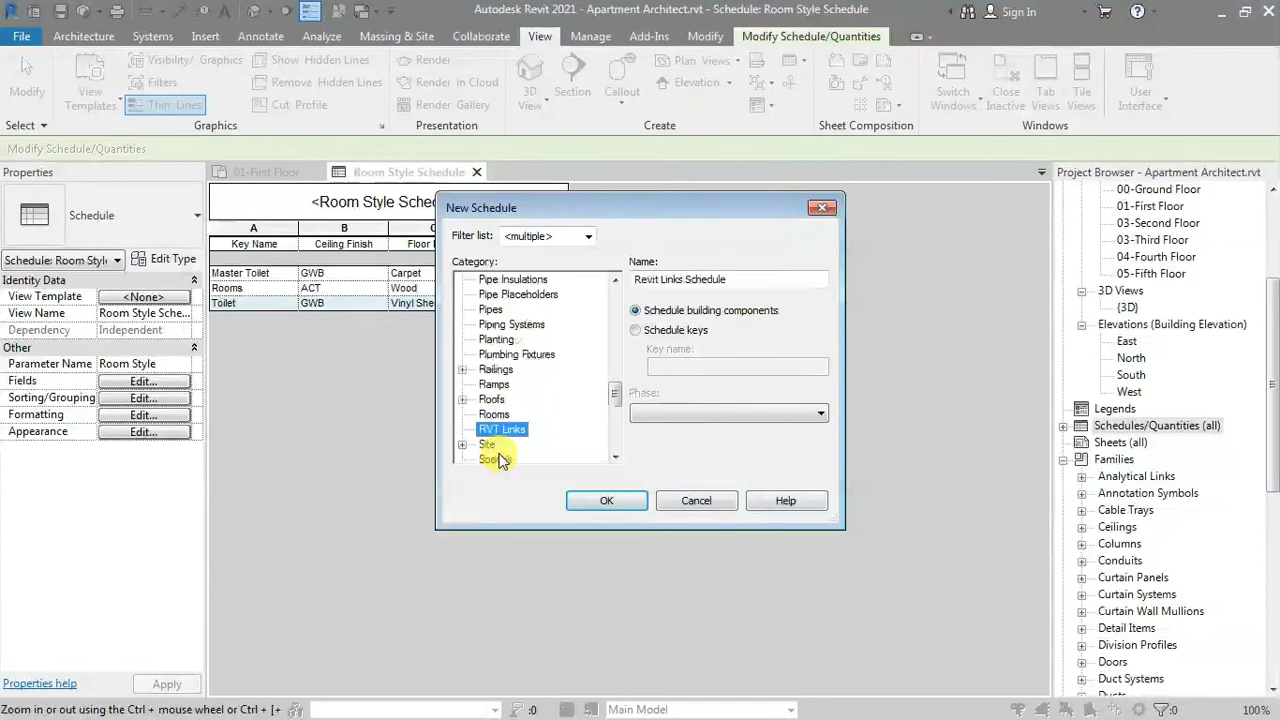 Autodesk Revit 2021 - Apartment Architect.rvt - Schedule: Room Style Schedule
Sign In
File
Architecture
Systems
Insert
Annotate
Analyze
Massing & Site
Collaborate
View
Manage
Add-Ins
Modify
Modify Schedule/Quantities
Modify
View
Templates
Visibility Graphics
Filters
Thin Lines
Show Hidden Lines
Remove Hidden Lines
Cut Profile
Render
Render in Cloud
Render Gallery
3D
View
Section
Callout
Plan Views
Elevation
Switch
Windows
Close
Inactive
Tab
Views
Tile
Views
User
Interface
Select
Graphics
Presentation
Create
Sheet Composition
Windows
Modify Schedule/Quantities
Properties
Schedule
Schedule: Room Styl
Edit Type
Identity Data
View Template
<None>
View Name
Room Style Sche...
Dependency
Independent
Other
Parameter Name
Room Style
Fields
Edit...
Sorting/Grouping
Edit...
Formatting
Edit...
Appearance
Edit...
Properties help
Apply
01-First Floor
Room Style Schedule
<Room Style Sched
A
B
C
Key Name
Ceiling Finish
Floor
Master Toilet
GWB
Carpet
Rooms
ACT
Wood
Toilet
GWB
Vinyl She
New Schedule
Filter list:
<multiple>
Category:
Pipe Insulations
Pipe Placeholders
Pipes
Piping Systems
Planting
Plumbing Fixtures
Railings
Ramps
Roofs
Rooms
RVT Links
Site
Name:
Revit Links Schedule
Schedule building components
Schedule keys
Key name:
Phase:
OK
Cancel
Help
Project Browser - Apartment Architect.rvt
00-Ground Floor
01-First Floor
03-Second Floor
03-Third Floor
04-Fourth Floor
05-Fifth Floor
3D Views
{3D}
Elevations (Building Elevation)
East
North
South
West
Legends
Schedules/Quantities (all)
Sheets (all)
Families
Analytical Links
Annotation Symbols
Cable Trays
Ceilings
Columns
Conduits
Curtain Panels
Curtain Systems
Curtain Wall Mullions
Detail Items
Division Profiles
Doors
Duct Systems
Ducts
Zoom in or out using the Ctrl + mouse wheel or Ctrl + [+
:0
Main Model
:0
100%